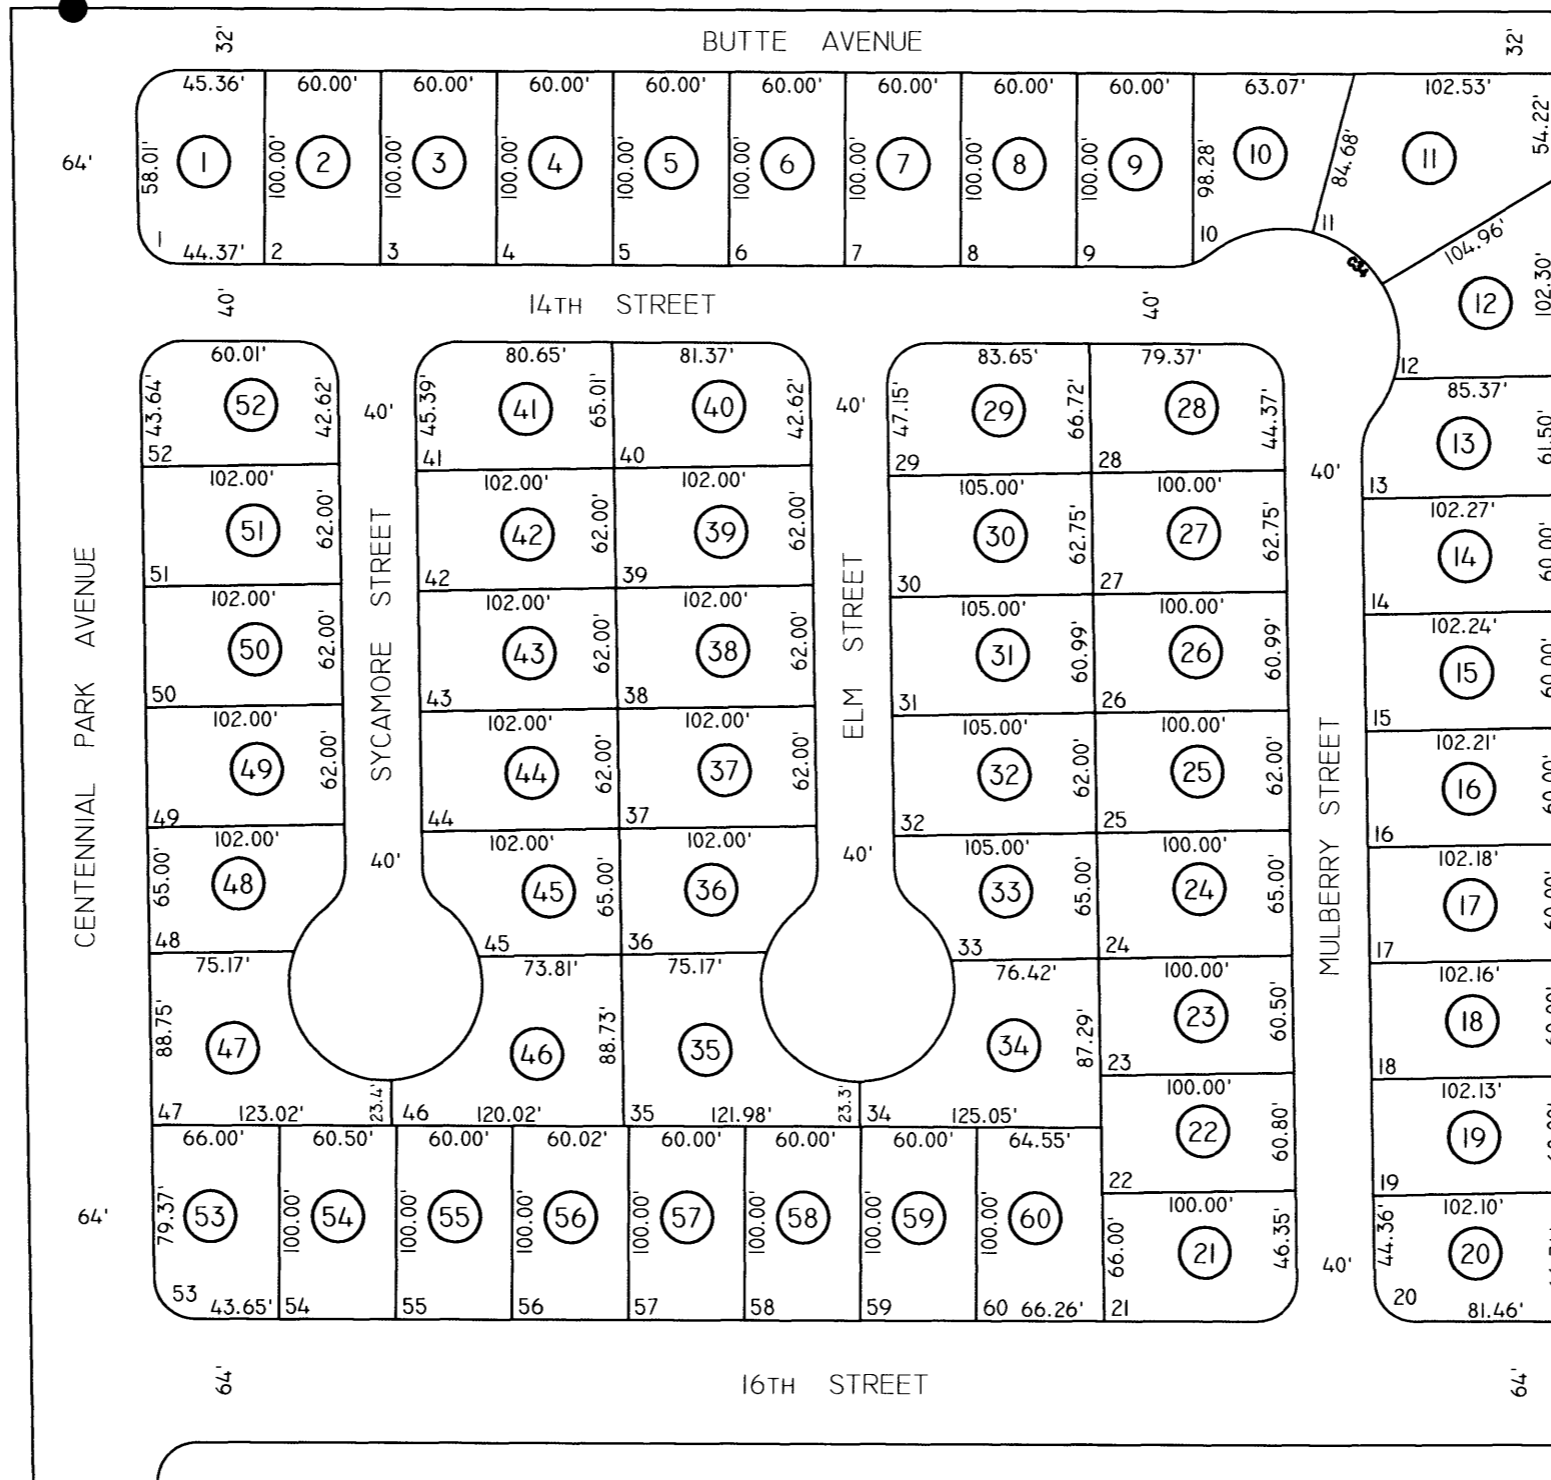 32' BUTTE AVENUE 32'
45.36' 60.00' 60.00' 60.00' 60.00' 60.00' 60.00' 60.00' 60.00' 63.07' 102.53'
64' 58.01' 1 100.00' 2 100.00' 3 100.00' 4 100.00' 5 100.00' 6 100.00' 7 100.00' 8 100.00' 9 98.28' 10 84.68' 11 54.22'
1 44.37' 2 3 4 5 6 7 8 9 10 11
C34 104.96'
40' 14TH STREET 40' 12 102.30'
12
60.01' 80.65' 81.37' 83.65' 79.37' 85.37'
43.64' 52 42.62' 40' 45.39' 41 65.01' 40 42.62' 40' 47.15' 29 66.72' 28 44.37' 13 61.50'
52 41 40 29 28 40' 13
102.00' 102.00' 102.00' 105.00' 100.00' 102.27'
51 62.00' 42 62.00' 39 62.00' 30 62.75' 27 62.75' 14 60.00'
51 42 39 30 27 14
102.00' 102.00' 102.00' 105.00' 100.00' 102.24'
50 62.00' 43 62.00' 38 62.00' 31 60.99' 26 60.99' 15 60.00'
50 43 38 31 26 15
CENTENNIAL PARK AVENUE
SYCAMORE STREET
ELM STREET
MULBERRY STREET
102.00' 102.00' 102.00' 105.00' 100.00' 102.21'
49 62.00' 44 62.00' 37 62.00' 32 62.00' 25 62.00' 16 60.00'
49 44 37 32 25 16
102.00' 102.00' 102.00' 105.00' 100.00' 102.18'
65.00' 48 40' 45 65.00' 36 40' 33 65.00' 24 65.00' 17 60.00'
48 45 36 33 24 17
75.17' 73.81' 75.17' 76.42' 100.00' 102.16'
88.75' 47 46 88.73' 35 34 87.29' 23 60.50' 18 60.00'
23 18
100.00' 102.13'
47 123.02' 23.4' 46 120.02' 35 121.98' 23.3' 34 125.05' 22 60.80' 19 60.00'
66.00' 60.50' 60.00' 60.02' 60.00' 60.00' 60.00' 64.55' 22 19
100.00' 102.10'
64' 79.37' 53 100.00' 54 100.00' 55 100.00' 56 100.00' 57 100.00' 58 100.00' 59 100.00' 60 66.00' 21 46.35' 40' 44.36' 20
53 43.65' 54 55 56 57 58 59 60 66.26' 21 20 81.46'
64' 16TH STREET 64'